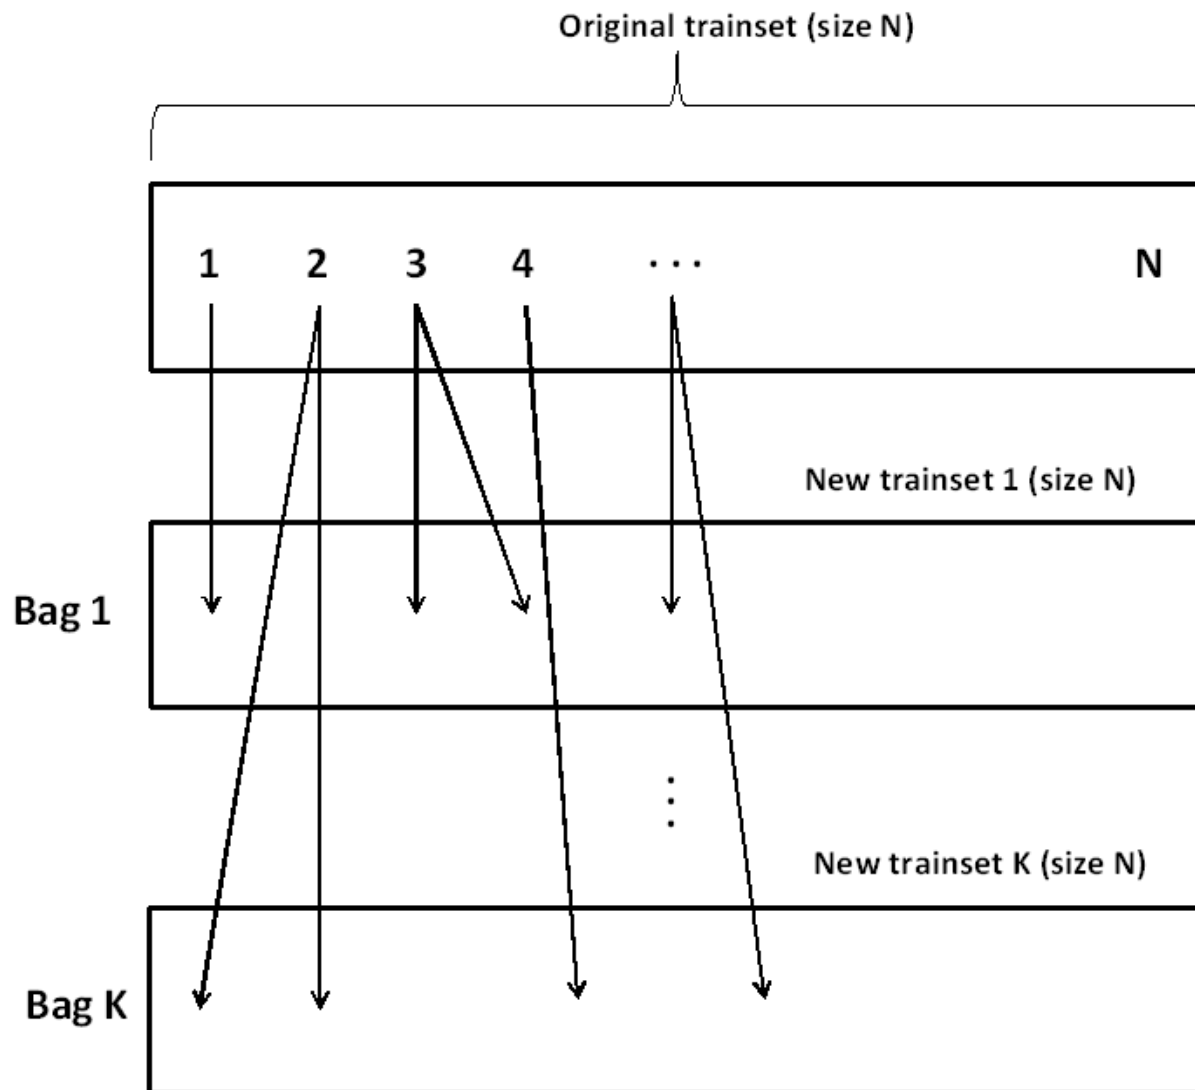 Original trainset (size N)
1 2 3 4 ... N
New trainset 1 (size N)
Bag 1
⋮
New trainset K (size N)
Bag K